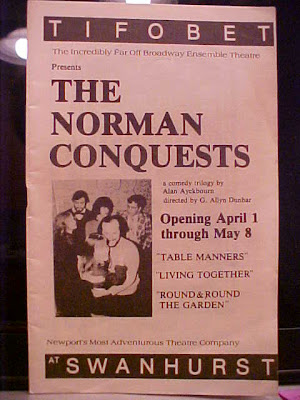 TIFOBET
The Incredibly Far Off Broadway Ensemble Theatre
Presents
THE
NORMAN
CONQUESTS
a comedy trilogy by
Alan Ayckbourn
directed by G. Allyn Dunbar
Opening April 1
through May 8
"TABLE MANNERS"
"LIVING TOGETHER"
"ROUND & ROUND
THE GARDEN"
Newport's Most Adventurous Theatre Company
AT SWANHURST